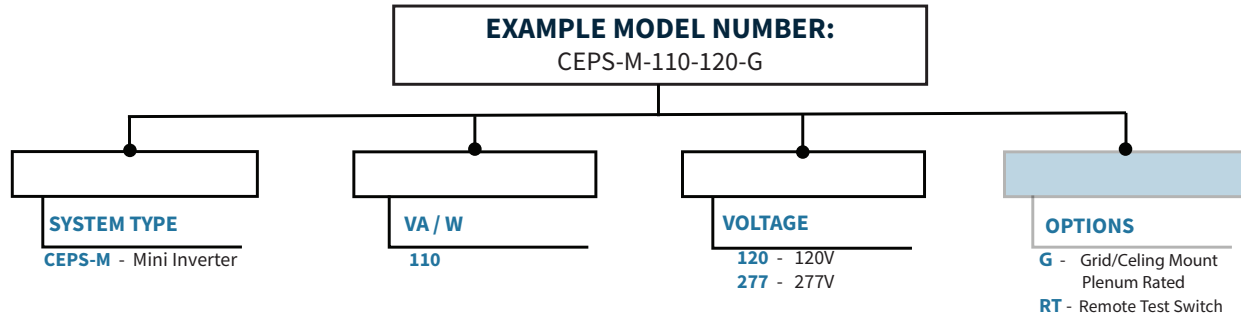 EXAMPLE MODEL NUMBER:
CEPS-M-110-120-G
SYSTEM TYPE
CEPS-M - Mini Inverter
VA / W
110
VOLTAGE
120 - 120V
277 - 277V
OPTIONS
G - Grid/Celing Mount
Plenum Rated
RT - Remote Test Switch